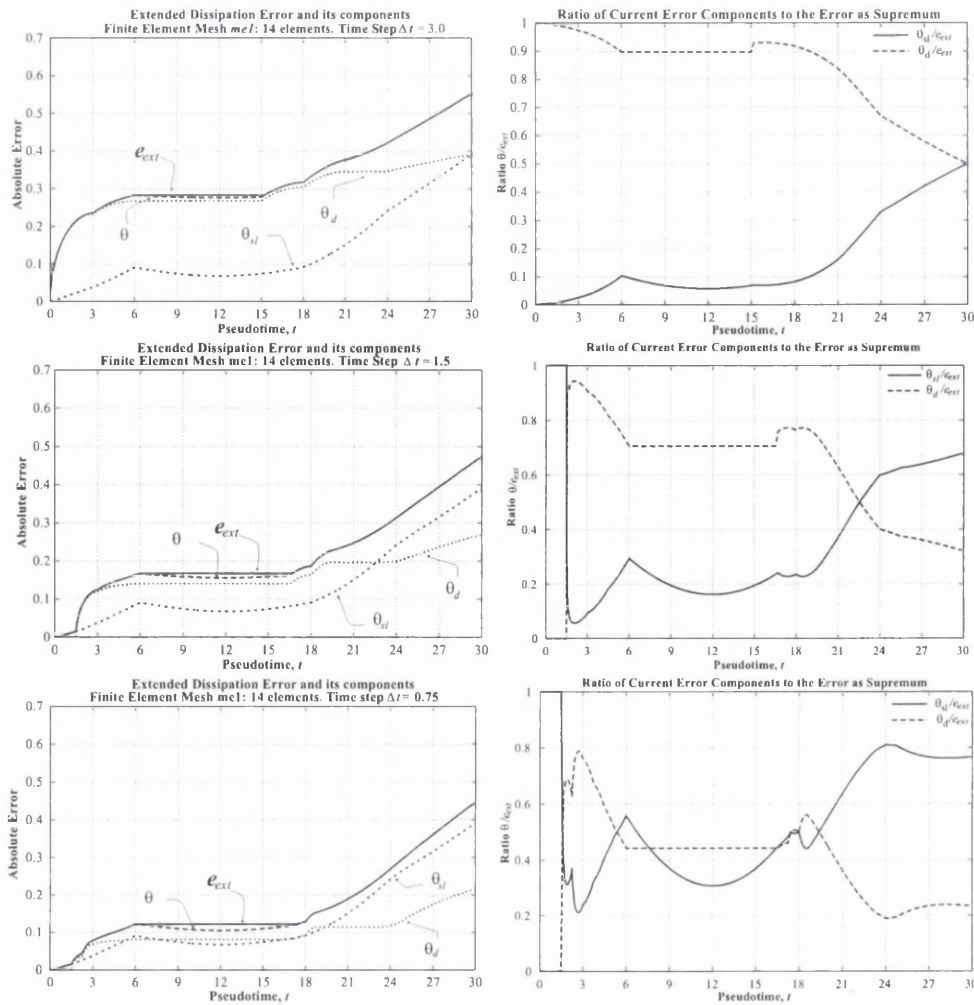 Extended Dissipation Error and its components
Finite Element Mesh me1: 14 elements. Time Step Δt = 3.0
0.7
0.6
0.5
0.4
0.3
0.2
0.1
0
Absolute Error
e_ext
θ
θ_sl
θ_d
0 3 6 9 12 15 18 21 24 27 30
Pseudotime, t
Ratio of Current Error Components to the Error as Supremum
θ_sl/e_ext
θ_d/e_ext
1
0.9
0.8
0.7
0.6
0.5
0.4
0.3
0.2
0.1
0
Ratio θ/e_ext
0 3 6 9 12 15 18 21 24 27 30
Pseudotime, t
Extended Dissipation Error and its components
Finite Element Mesh me1: 14 elements. Time Step Δt = 1.5
0.7
0.6
0.5
0.4
0.3
0.2
0.1
0
Absolute Error
θ
e_ext
θ_d
θ_sl
0 3 6 9 12 15 18 21 24 27 30
Pseudotime, t
Ratio of Current Error Components to the Error as Supremum
θ_sl/e_ext
θ_d/e_ext
1
0.8
0.6
0.4
0.2
0
Ratio θ/e_ext
0 3 6 9 12 15 18 21 24 27 30
Pseudotime, t
Extended Dissipation Error and its components
Finite Element Mesh me1: 14 elements. Time step Δt = 0.75
0.7
0.6
0.5
0.4
0.3
0.2
0.1
0
Absolute Error
θ
e_ext
θ_sl
θ_d
0 3 6 9 12 15 18 21 24 27 30
Pseudotime, t
Ratio of Current Error Components to the Error as Supremum
θ_sl/e_ext
θ_d/e_ext
1
0.8
0.6
0.4
0.2
0
Ratio θ/e_ext
0 3 6 9 12 15 18 21 24 27 30
Pseudotime, t